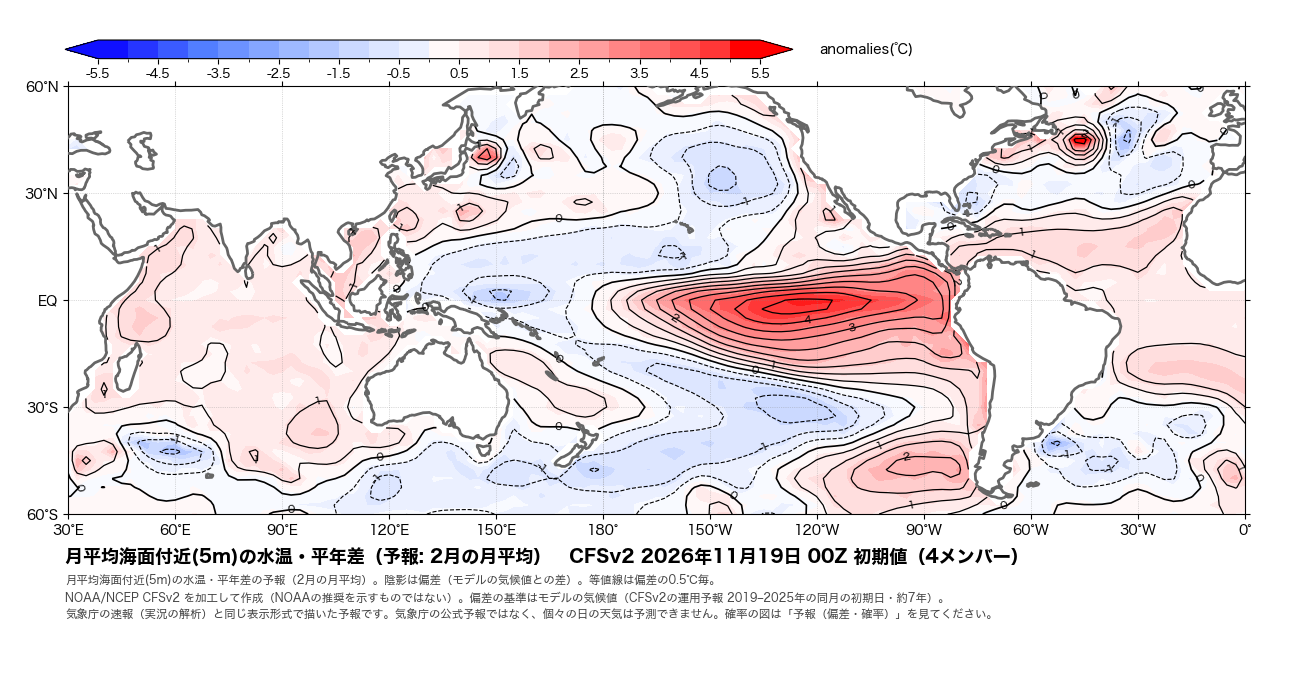 anomalies(℃)
-5.5 -4.5 -3.5 -2.5 -1.5 -0.5 0.5 1.5 2.5 3.5 4.5 5.5
60°N
30°N
EQ
30°S
60°S
30°E 60°E 90°E 120°E 150°E 180° 150°W 120°W 90°W 60°W 30°W 0°
月平均海面付近(5m)の水温・平年差（予報: 2月の月平均） CFSv2 2026年11月19日 00Z 初期値（4メンバー）
月平均海面付近(5m)の水温・平年差の予報（2月の月平均）。陰影は偏差（モデルの気候値との差）。等値線は偏差の0.5℃毎。
NOAA/NCEP CFSv2 を加工して作成（NOAAの推奨を示すものではない）。偏差の基準はモデルの気候値（CFSv2の運用予報 2019–2025年の同月の初期日・約7年）。
気象庁の速報（実況の解析）と同じ表示形式で描いた予報です。気象庁の公式予報ではなく、個々の日の天気は予測できません。確率の図は「予報（偏差・確率）」を見てください。